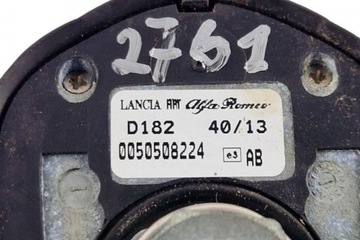 2761
LANCIA FIAT Alfa Romeo
D182 40/13
0050508224 e3 AB